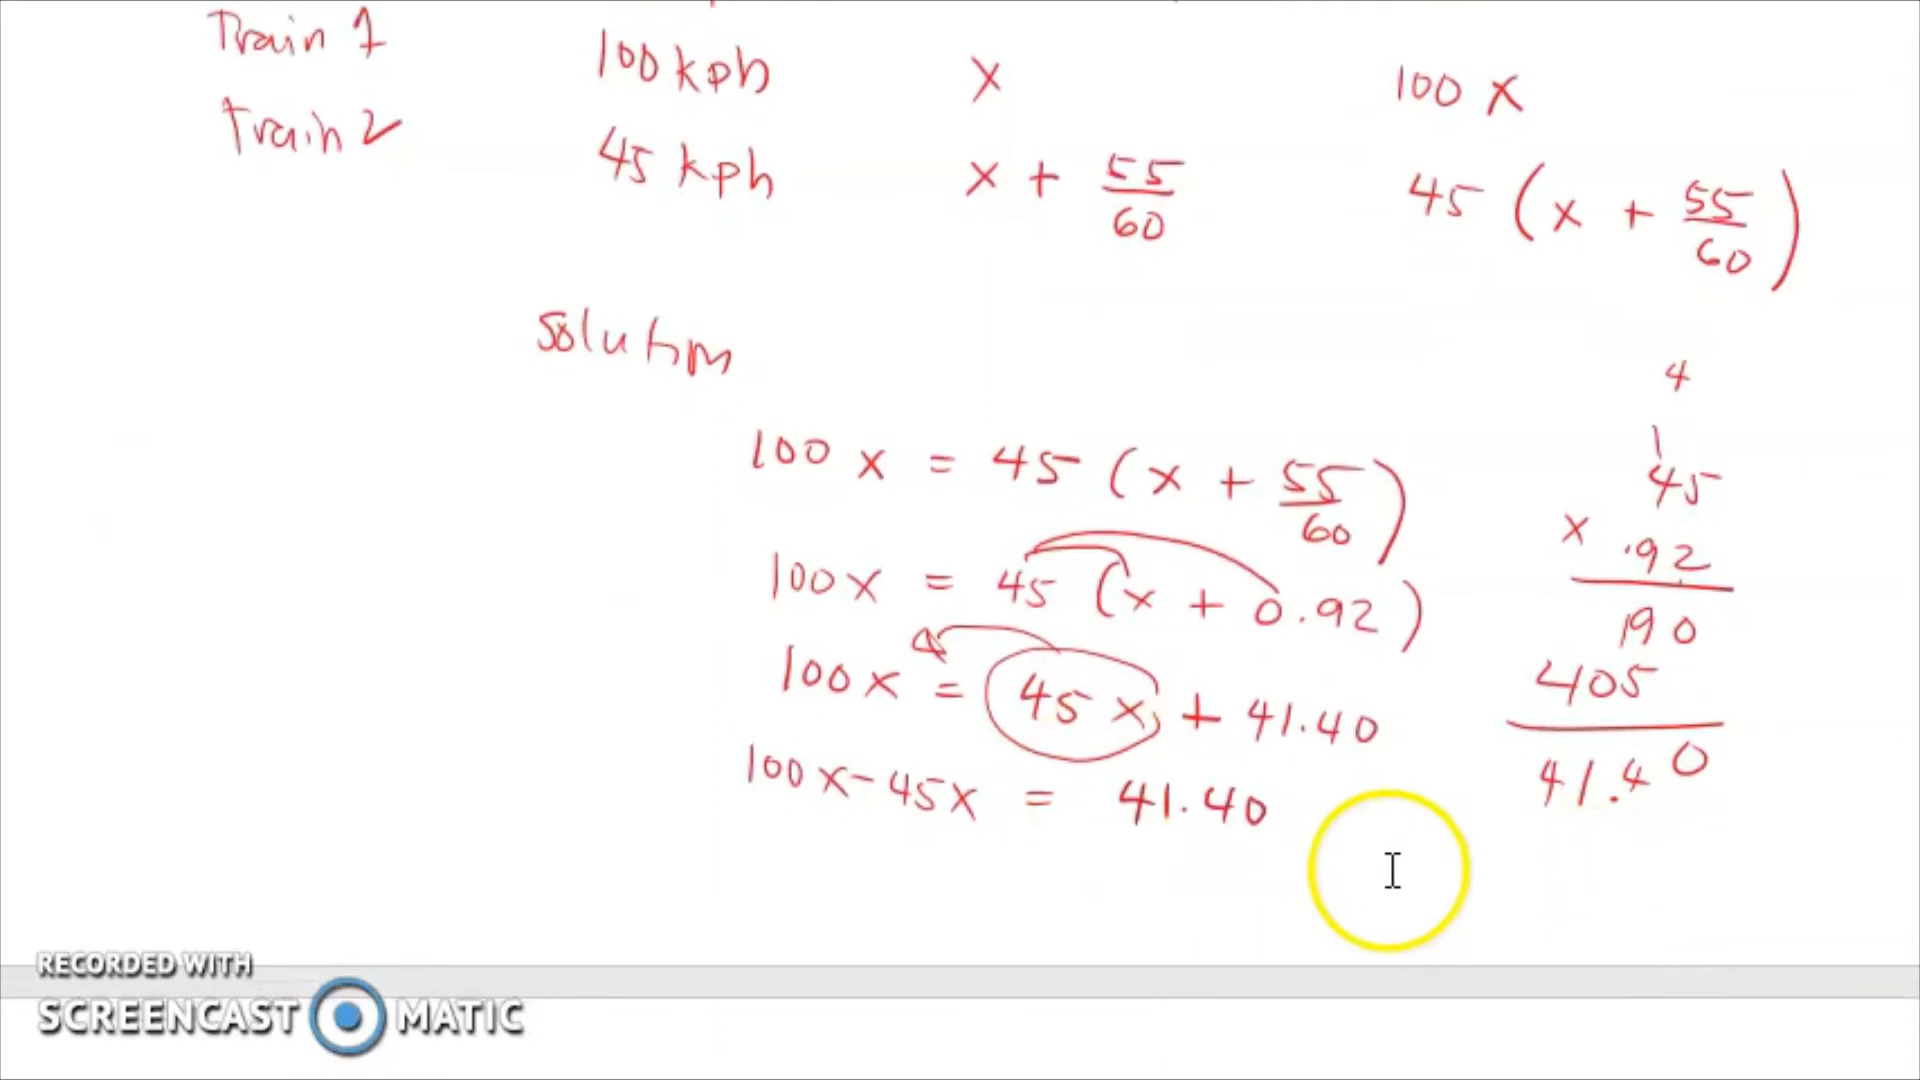 Train 1 100 kph x 100 x
Train 2 45 kph x + 55/60 45 ( x + 55/60 )
Solution
100 x = 45 ( x + 55/60 )
100x = 45 ( x + 0.92 )
100x = 45 x + 41.40
100x - 45x = 41.40
4
1
45
x .92
190
405
41.40
RECORDED WITH
SCREENCAST MATIC